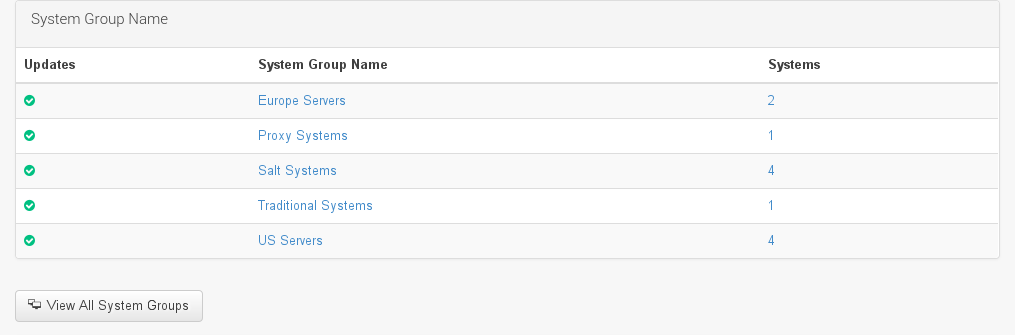 System Group Name
Updates System Group Name Systems
Europe Servers 2
Proxy Systems 1
Salt Systems 4
Traditional Systems 1
US Servers 4
View All System Groups